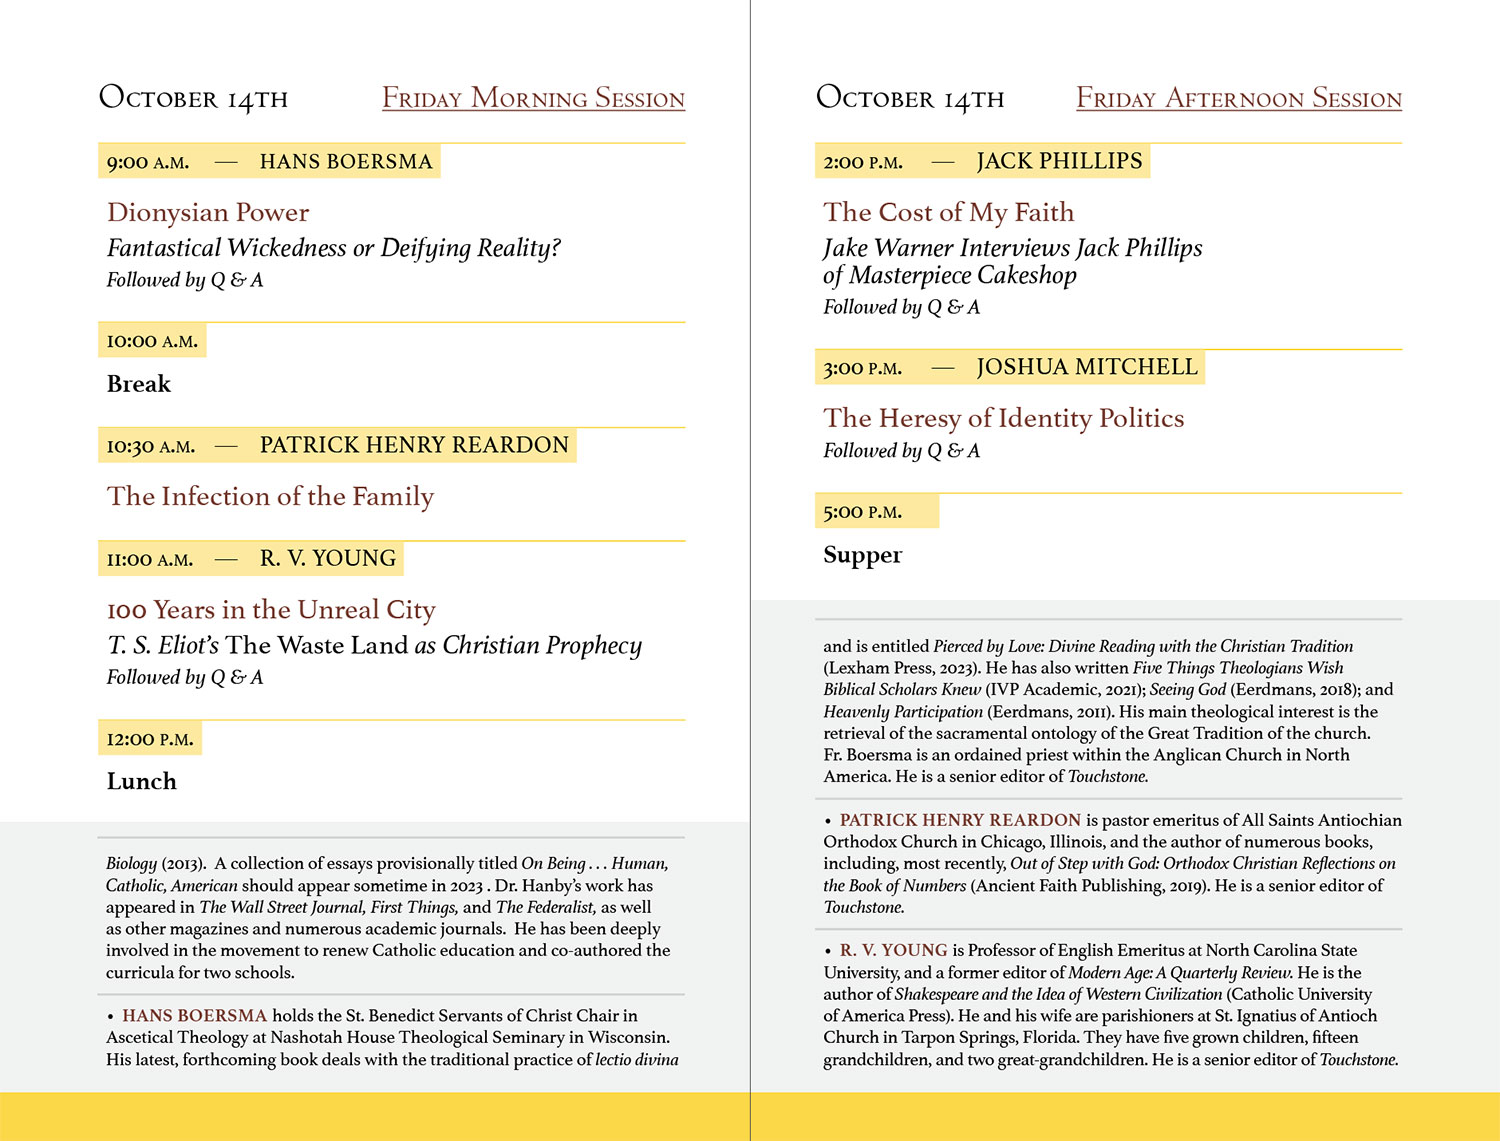 October 14th
Friday Morning Session
9:00 A.M. — HANS BOERSMA
Dionysian Power
Fantastical Wickedness or Deifying Reality?
Followed by Q & A
10:00 A.M.
Break
10:30 A.M. — PATRICK HENRY REARDON
The Infection of the Family
11:00 A.M. — R. V. YOUNG
100 Years in the Unreal City
T. S. Eliot’s The Waste Land as Christian Prophecy
Followed by Q & A
12:00 P.M.
Lunch
Biology (2013). A collection of essays provisionally titled On Being . . . Human,
Catholic, American should appear sometime in 2023 . Dr. Hanby’s work has
appeared in The Wall Street Journal, First Things, and The Federalist, as well
as other magazines and numerous academic journals. He has been deeply
involved in the movement to renew Catholic education and co-authored the
curricula for two schools.
• HANS BOERSMA holds the St. Benedict Servants of Christ Chair in
Ascetical Theology at Nashotah House Theological Seminary in Wisconsin.
His latest, forthcoming book deals with the traditional practice of lectio divina
October 14th
Friday Afternoon Session
2:00 P.M. — JACK PHILLIPS
The Cost of My Faith
Jake Warner Interviews Jack Phillips
of Masterpiece Cakeshop
Followed by Q & A
3:00 P.M. — JOSHUA MITCHELL
The Heresy of Identity Politics
Followed by Q & A
5:00 P.M.
Supper
and is entitled Pierced by Love: Divine Reading with the Christian Tradition
(Lexham Press, 2023). He has also written Five Things Theologians Wish
Biblical Scholars Knew (IVP Academic, 2021); Seeing God (Eerdmans, 2018); and
Heavenly Participation (Eerdmans, 2011). His main theological interest is the
retrieval of the sacramental ontology of the Great Tradition of the church.
Fr. Boersma is an ordained priest within the Anglican Church in North
America. He is a senior editor of Touchstone.
• PATRICK HENRY REARDON is pastor emeritus of All Saints Antiochian
Orthodox Church in Chicago, Illinois, and the author of numerous books,
including, most recently, Out of Step with God: Orthodox Christian Reflections on
the Book of Numbers (Ancient Faith Publishing, 2019). He is a senior editor of
Touchstone.
• R. V. YOUNG is Professor of English Emeritus at North Carolina State
University, and a former editor of Modern Age: A Quarterly Review. He is the
author of Shakespeare and the Idea of Western Civilization (Catholic University
of America Press). He and his wife are parishioners at St. Ignatius of Antioch
Church in Tarpon Springs, Florida. They have five grown children, fifteen
grandchildren, and two great-grandchildren. He is a senior editor of Touchstone.